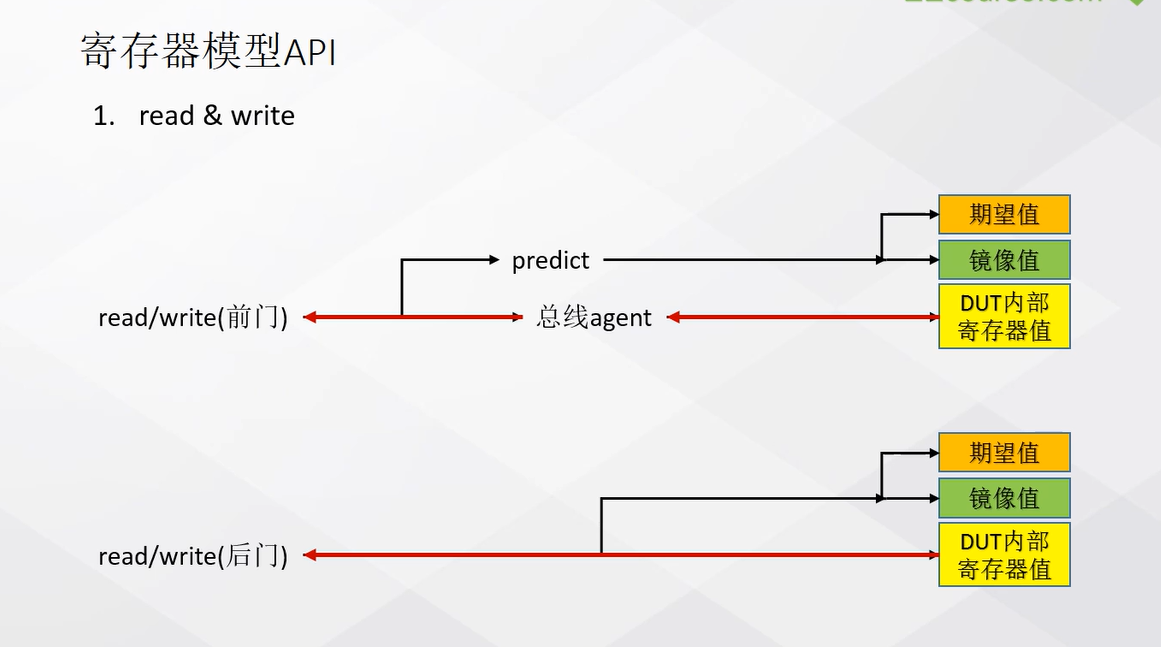 寄存器模型API
1. read & write
期望值
predict
镜像值
read/write(前门)
总线agent
DUT内部
寄存器值
期望值
镜像值
read/write(后门)
DUT内部
寄存器值